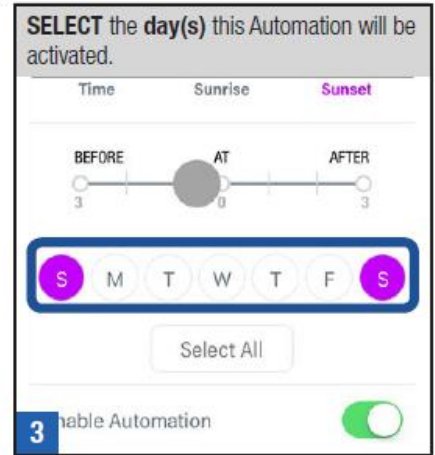 SELECT the day(s) this Automation will be
activated.
Time Sunrise Sunset
BEFORE AT AFTER
3 0 3
S M T W T F S
Select All
3 nable Automation